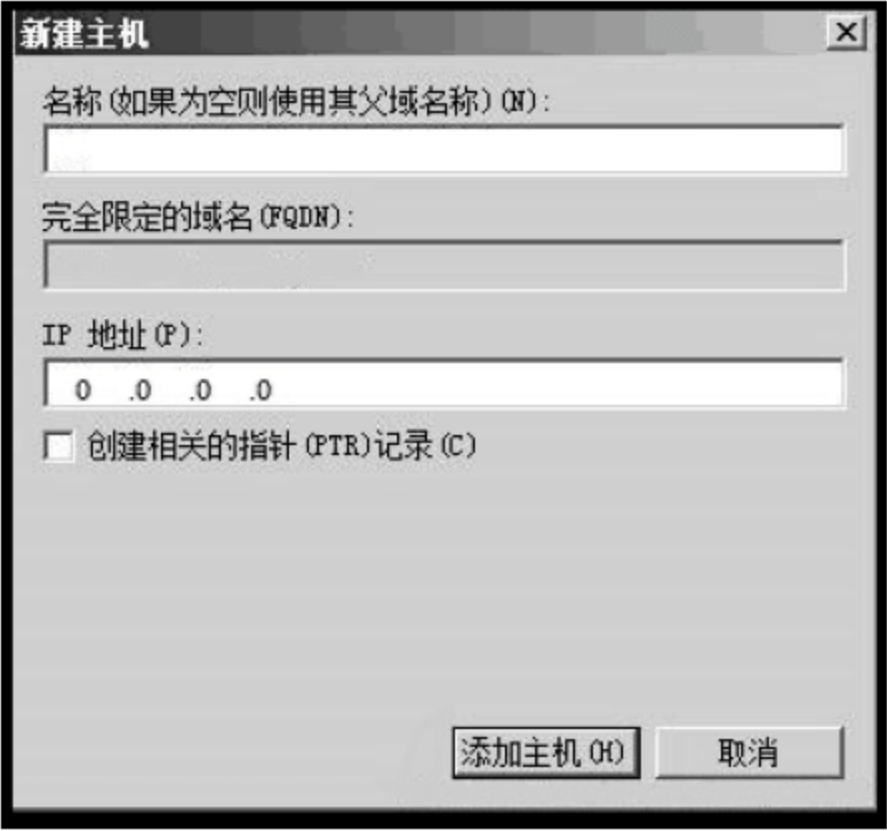 新建主机
名称(如果为空则使用其父域名称)(N):
完全限定的域名(FQDN):
IP 地址(P):
0 .0 .0 .0
创建相关的指针(PTR)记录(C)
添加主机(H) 取消